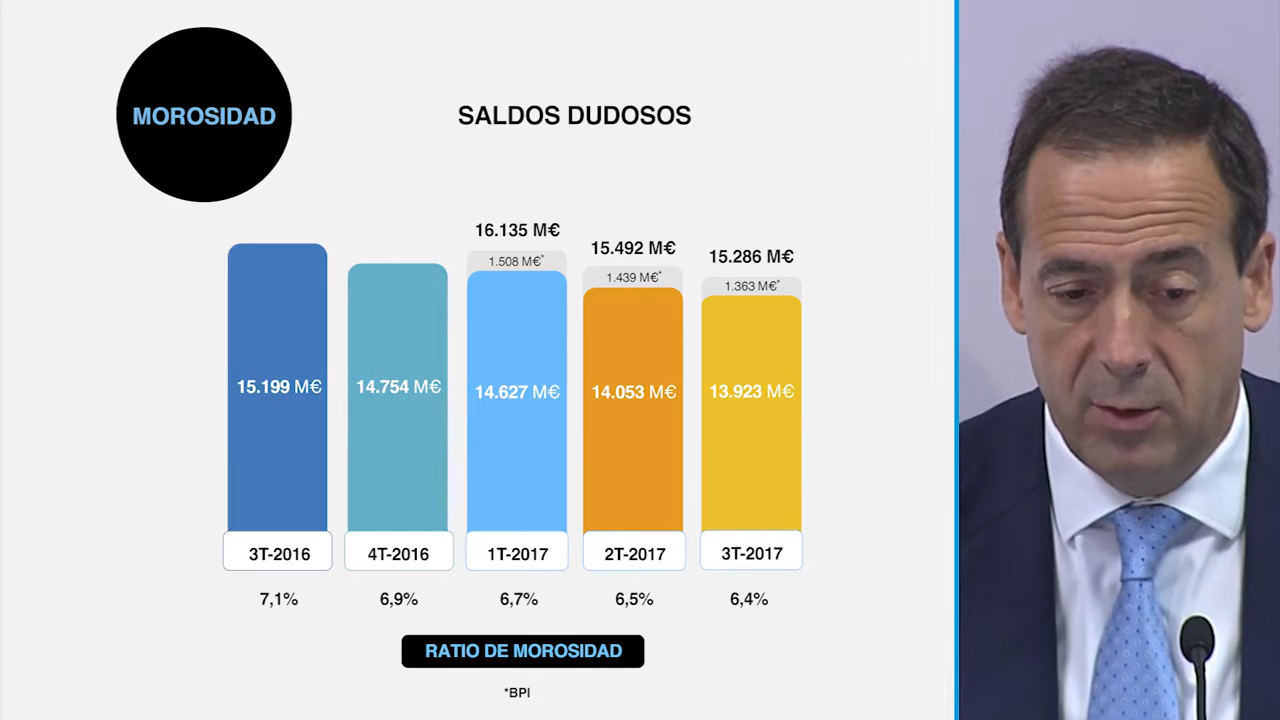 MOROSIDAD
SALDOS DUDOSOS
16.135 M€
15.492 M€
15.286 M€
1.508 M€*
1.439 M€*
1.363 M€*
15.199 M€
14.754 M€
14.627 M€
14.053 M€
13.923 M€
3T-2016
4T-2016
1T-2017
2T-2017
3T-2017
7,1%
6,9%
6,7%
6,5%
6,4%
RATIO DE MOROSIDAD
*BPI